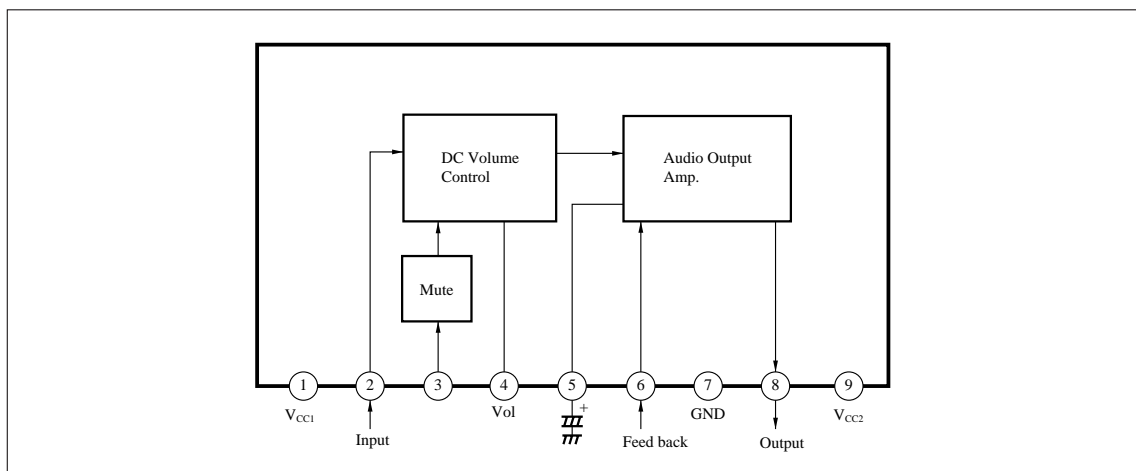 DC Volume
Control
Audio Output
Amp.
Mute
1
2
3
4
5
6
7
8
9
VCC1
Input
Vol
+
Feed back
GND
Output
VCC2